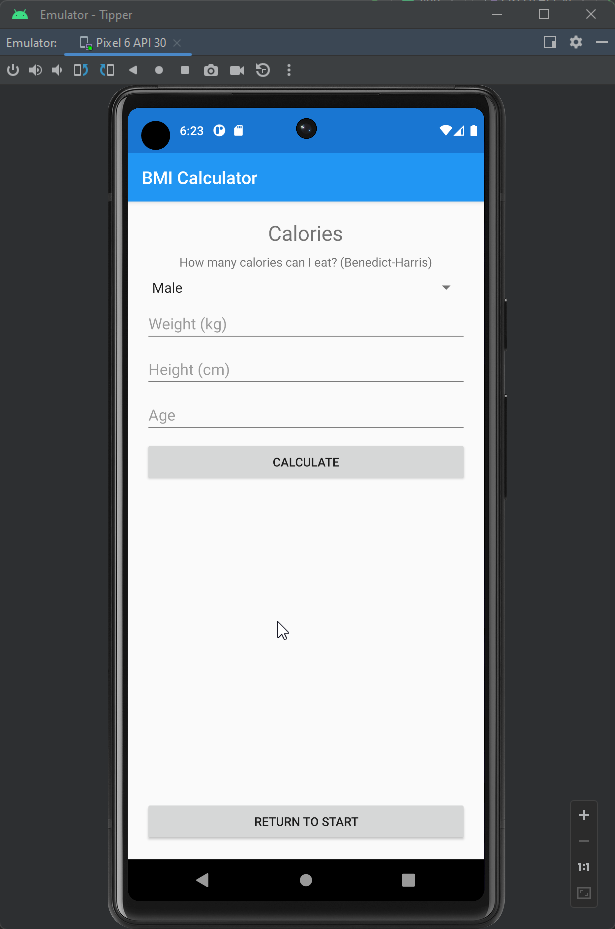 Emulator - Tipper
Emulator: Pixel 6 API 30
6:23
BMI Calculator
Calories
How many calories can I eat? (Benedict-Harris)
Male
Weight (kg)
Height (cm)
Age
CALCULATE
RETURN TO START
1:1